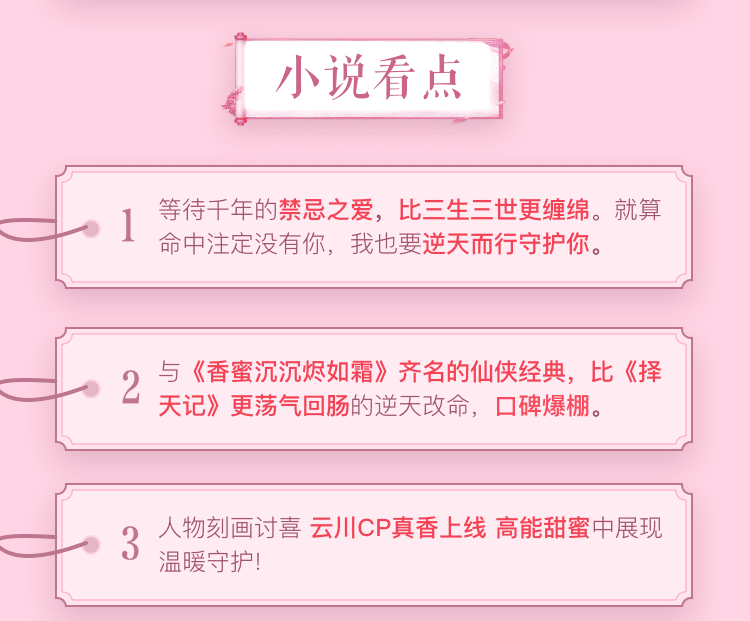 小说看点
1
等待千年的禁忌之爱，比三生三世更缠绵。就算
命中注定没有你，我也要逆天而行守护你。
2
与《香蜜沉沉烬如霜》齐名的仙侠经典，比《择
天记》更荡气回肠的逆天改命，口碑爆棚。
3
人物刻画讨喜 云川CP真香上线 高能甜蜜中展现
温暖守护!